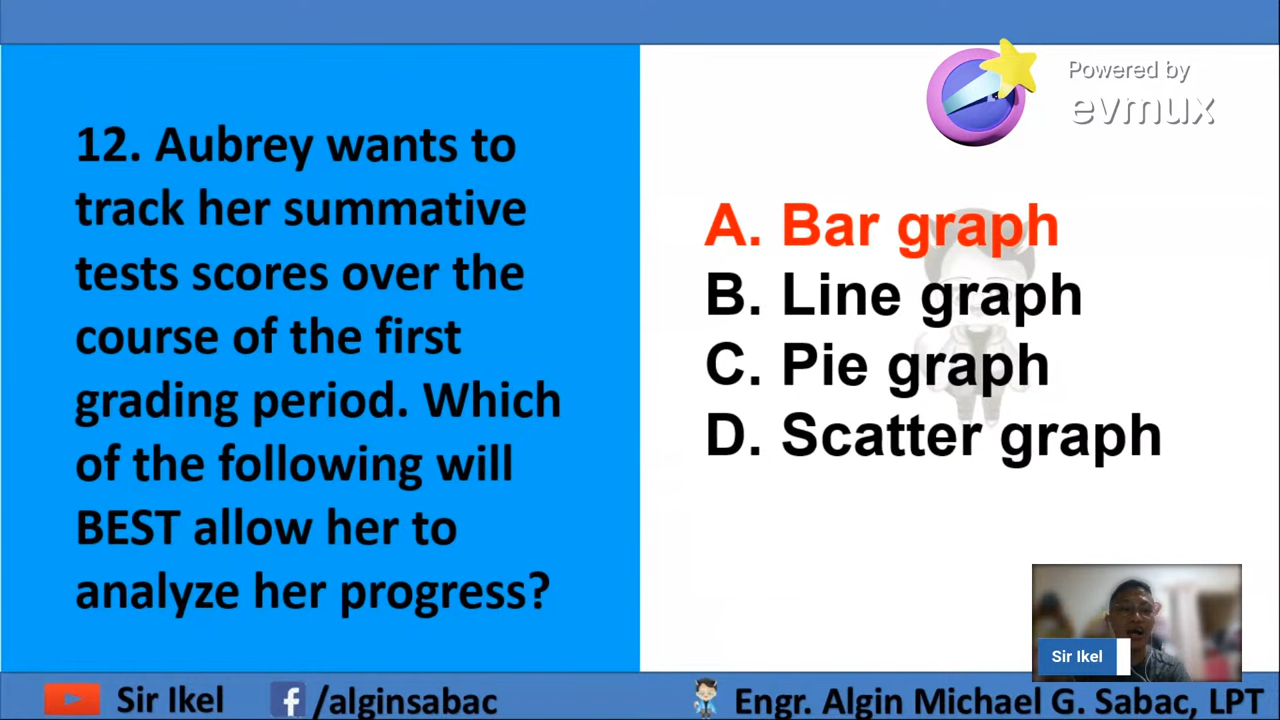 Powered by
evmux
12. Aubrey wants to
track her summative
tests scores over the
course of the first
grading period. Which
of the following will
BEST allow her to
analyze her progress?
A. Bar graph
B. Line graph
C. Pie graph
D. Scatter graph
Sir Ikel
Sir Ikel
/alginsabac
Engr. Algin Michael G. Sabac, LPT